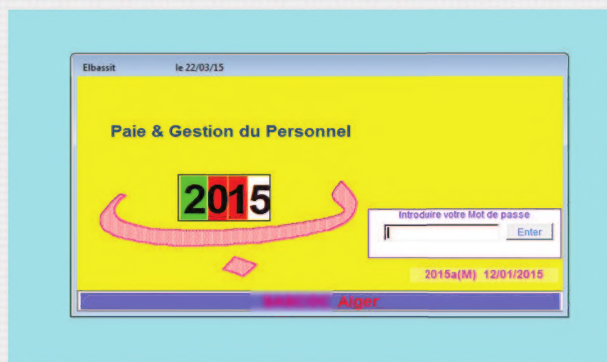 Elbassit le 22/03/15
Paie & Gestion du Personnel
2015
ب
Introduire votre Mot de passe
Enter
2015a(M) 12/01/2015
Alger